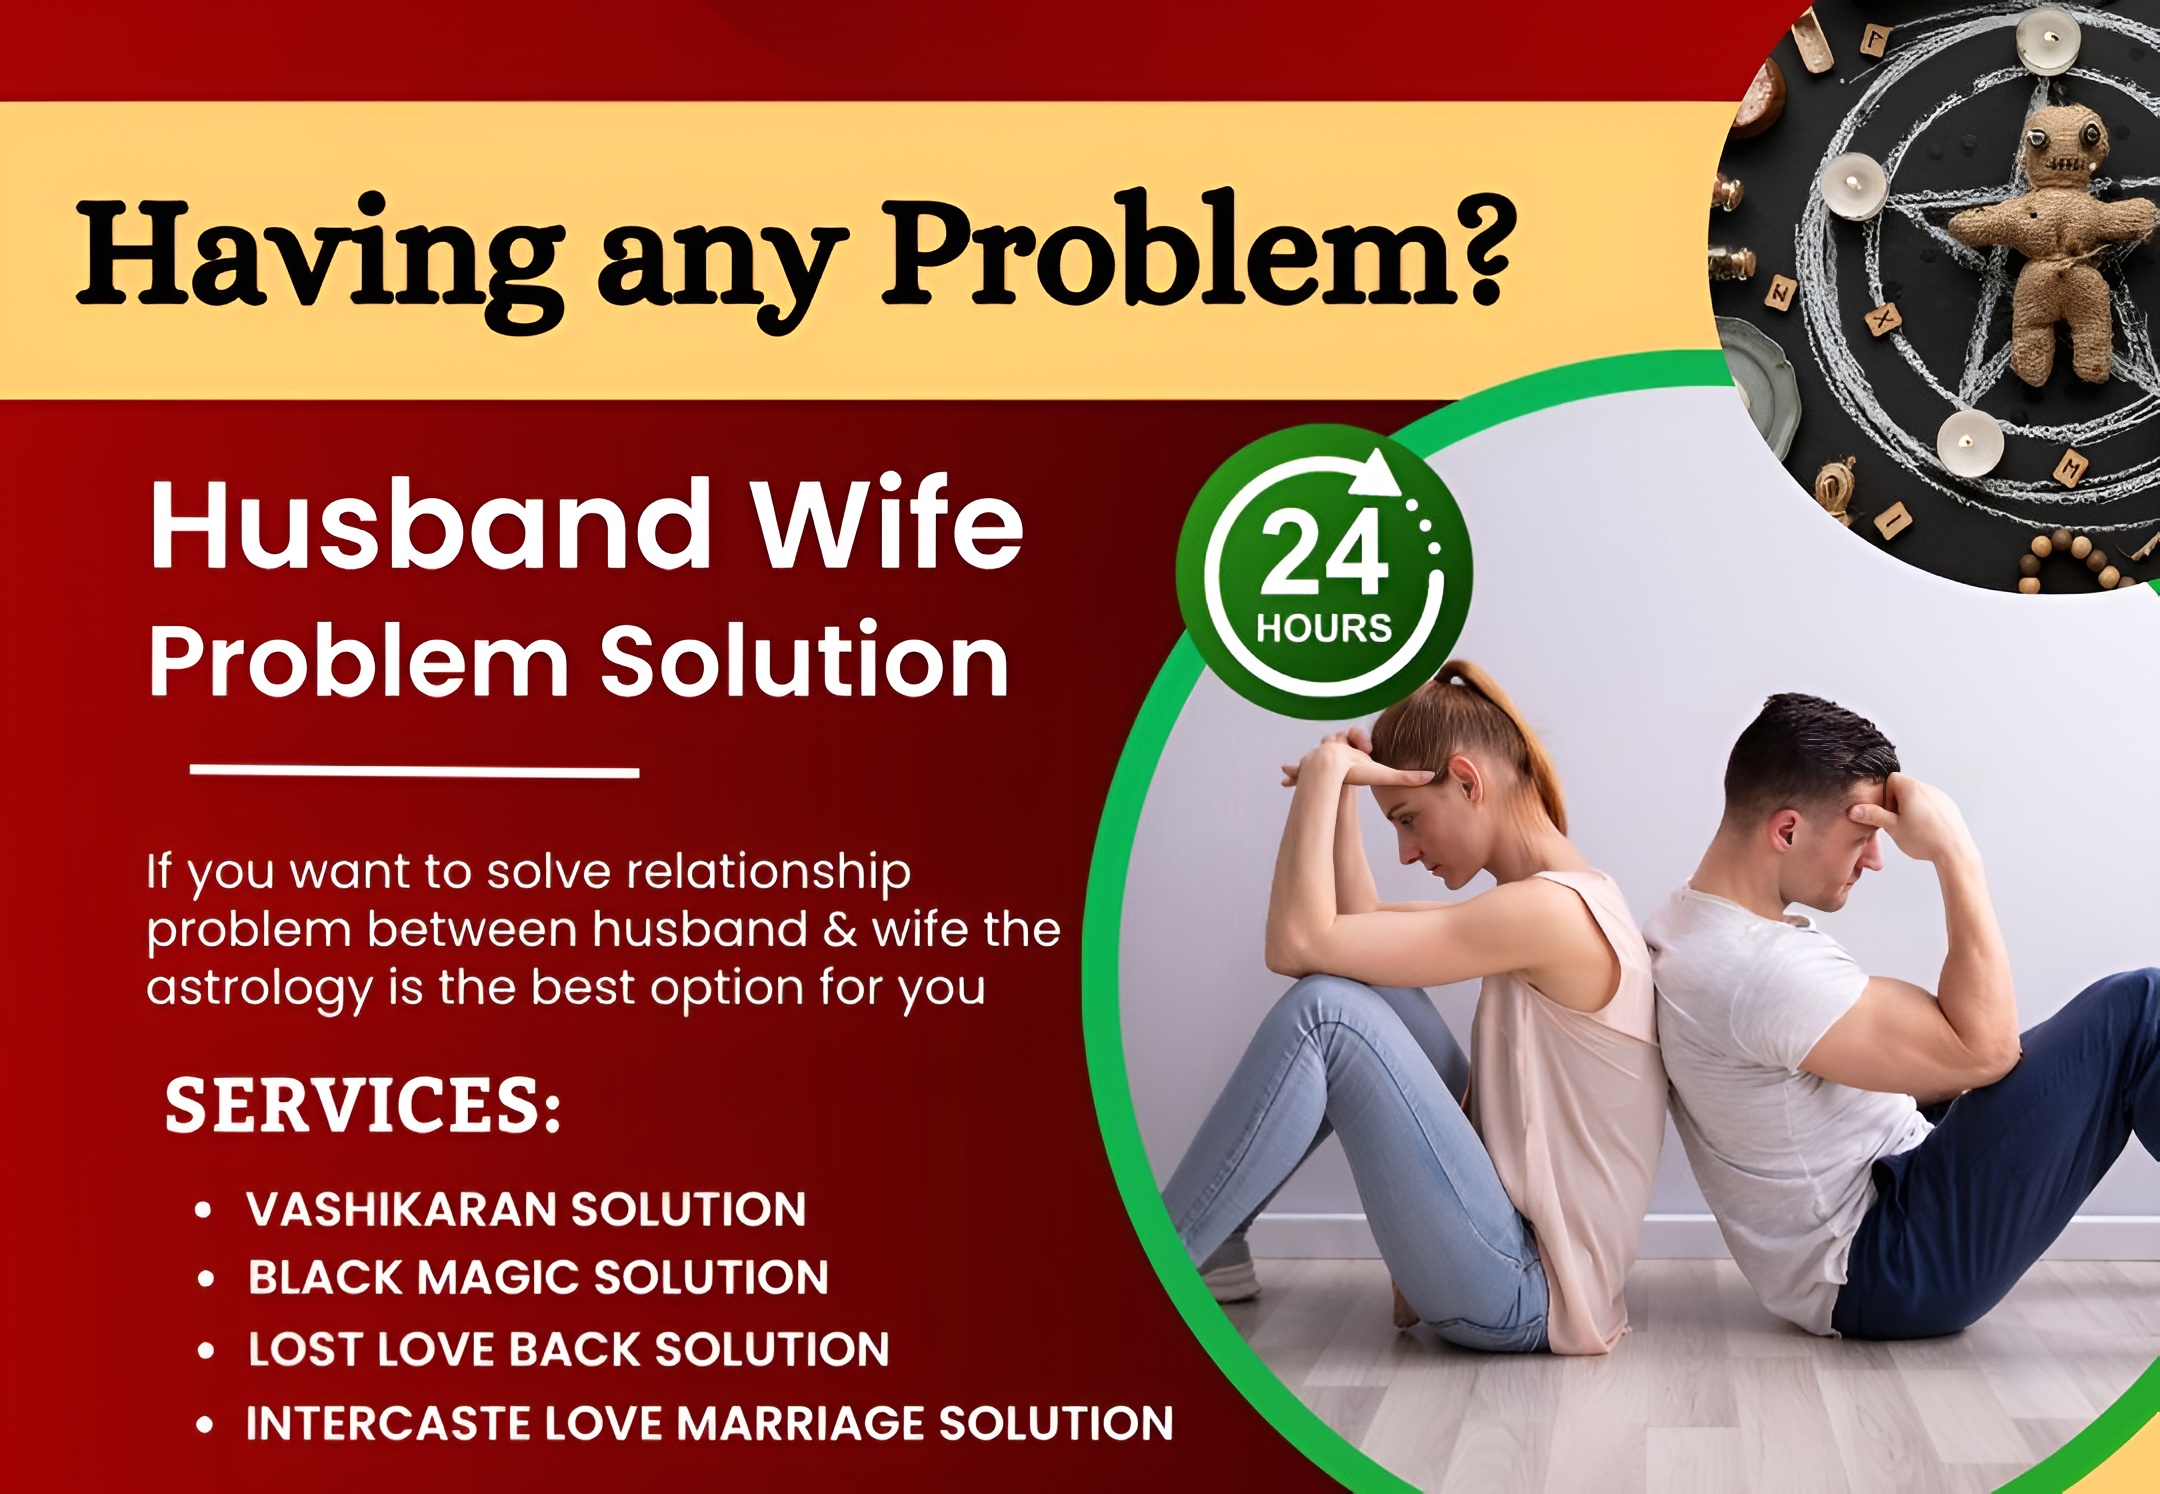 Having any Problem?
Husband Wife
Problem Solution
24
HOURS
If you want to solve relationship
problem between husband & wife the
astrology is the best option for you
SERVICES:
• VASHIKARAN SOLUTION
• BLACK MAGIC SOLUTION
• LOST LOVE BACK SOLUTION
• INTERCASTE LOVE MARRIAGE SOLUTION